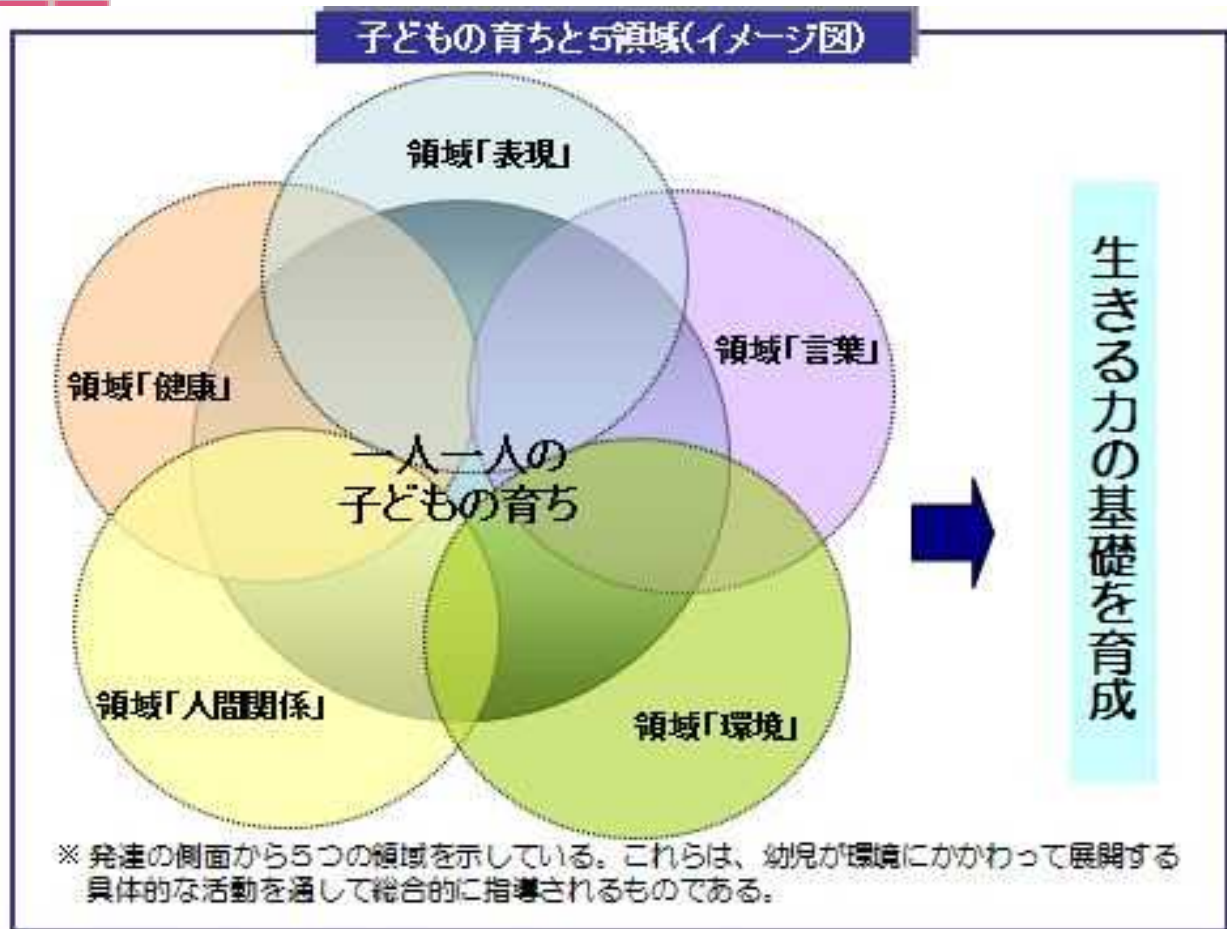 子どもの育ちと5領域(イメージ図)
領域「表現」
領域「言葉」
領域「健康」
一人一人の
子どもの育ち
領域「人間関係」
領域「環境」
生きる力の基礎を育成
※ 発達の側面から5つの領域を示している。これらは、幼児が環境にかかわって展開する
具体的な活動を通して総合的に指導されるものである。